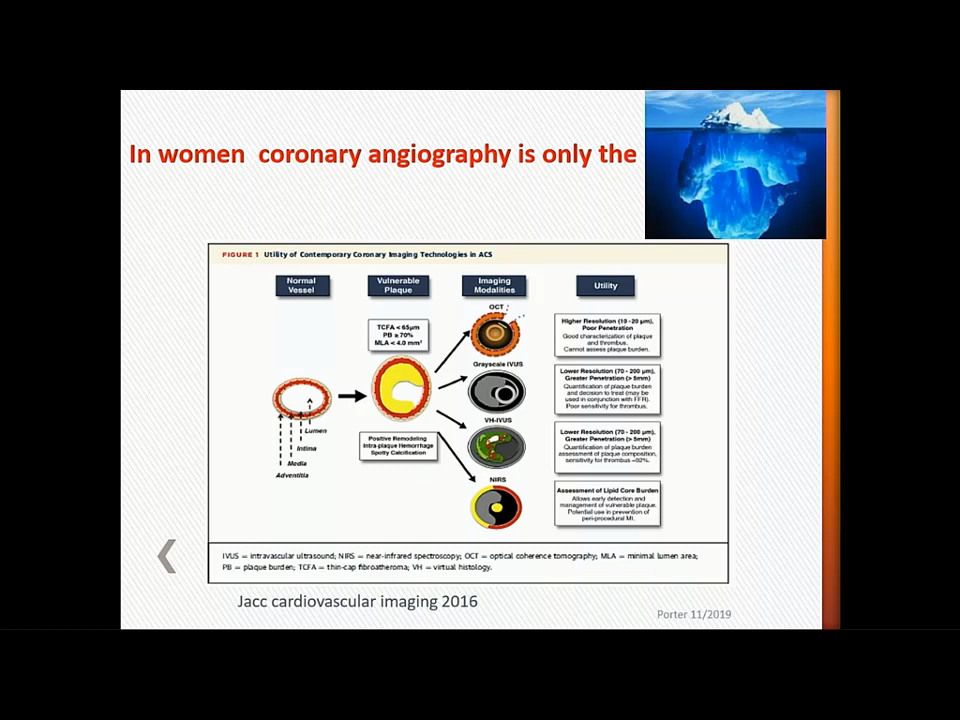 In women coronary angiography is only the
FIGURE 1 Utility of Contemporary Coronary Imaging Technologies in ACS
Normal
Vessel
Vulnerable
Plaque
Imaging
Modalities
Utility
TCFA < 65µm
PB ≥ 70%
MLA < 4.0 mm²
Lumen
Intima
Media
Adventitia
Positive Remodeling
Intra-plaque Hemorrhage
Spotty Calcification
OCT
Grayscale IVUS
VH-IVUS
NIRS
Higher Resolution (10 -20 µm),
Poor Penetration
Good characterization of plaque
and thrombus.
Cannot assess plaque burden.
Lower Resolution (70 - 200 µm),
Greater Penetration (> 5mm)
Quantification of plaque burden
and decision to treat (may be
used in conjunction with FFR).
Poor sensitivity for thrombus.
Lower Resolution (70 - 200 µm),
Greater Penetration (> 5mm)
Quantification of plaque burden
assessment of plaque composition,
sensitivity for thrombus ~92%.
Assessment of Lipid Core Burden
Allows early detection and
management of vulnerable plaque.
Potential use in prevention of
peri-procedural MI.
IVUS = intravascular ultrasound; NIRS = near-infrared spectroscopy; OCT = optical coherence tomography; MLA = minimal lumen area;
PB = plaque burden; TCFA = thin-cap fibroatheroma; VH = virtual histology.
Jacc cardiovascular imaging 2016
Porter 11/2019